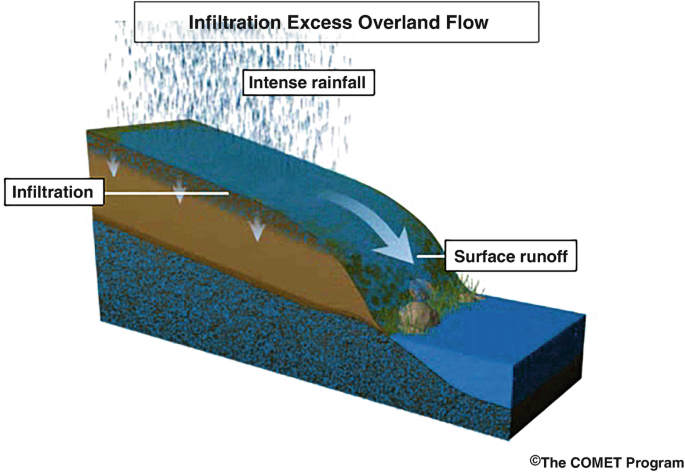 Infiltration Excess Overland Flow
Intense rainfall
Infiltration
Surface runoff
©The COMET Program